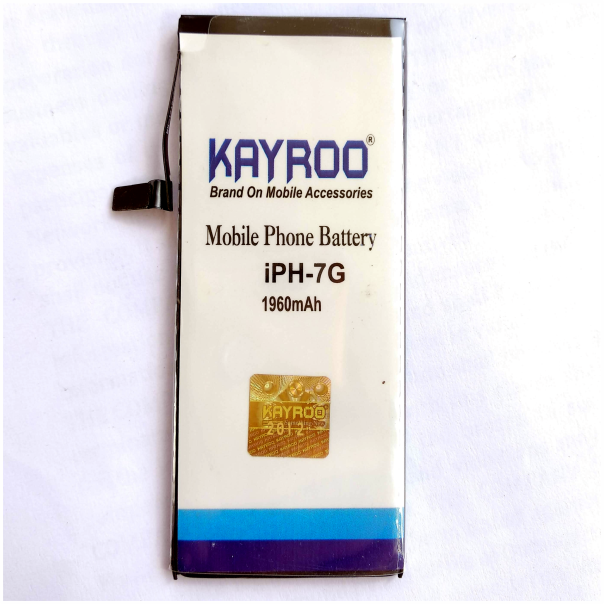 KAYROO®
Brand On Mobile Accessories
Mobile Phone Battery
iPH-7G
1960mAh
KAYROO
2012